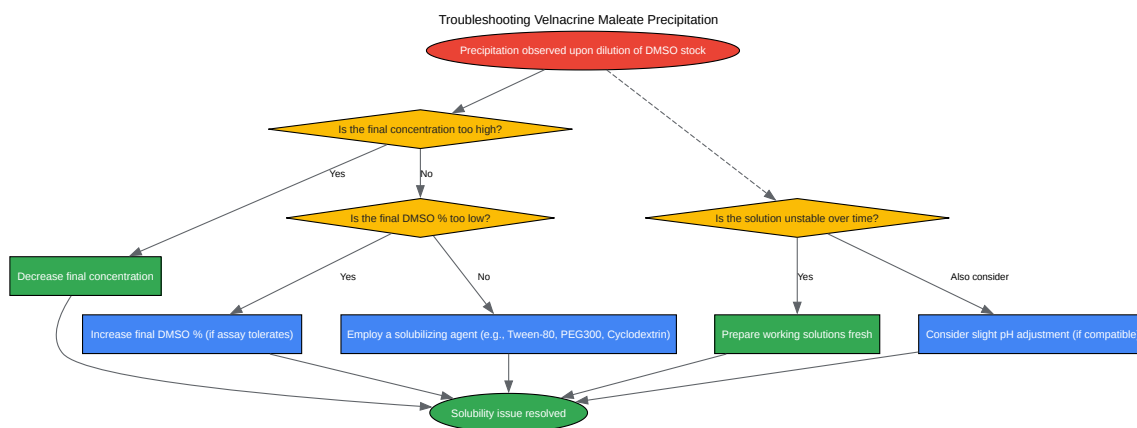 Troubleshooting Velnacrine Maleate Precipitation
Precipitation observed upon dilution of DMSO stock
Is the final concentration too high?
Yes
No
Is the final DMSO % too low?
Is the solution unstable over time?
Decrease final concentration
Yes
No
Yes
Also consider
Increase final DMSO % (if assay tolerates)
Employ a solubilizing agent (e.g., Tween-80, PEG300, Cyclodextrin)
Prepare working solutions fresh
Consider slight pH adjustment (if compatible
Solubility issue resolved